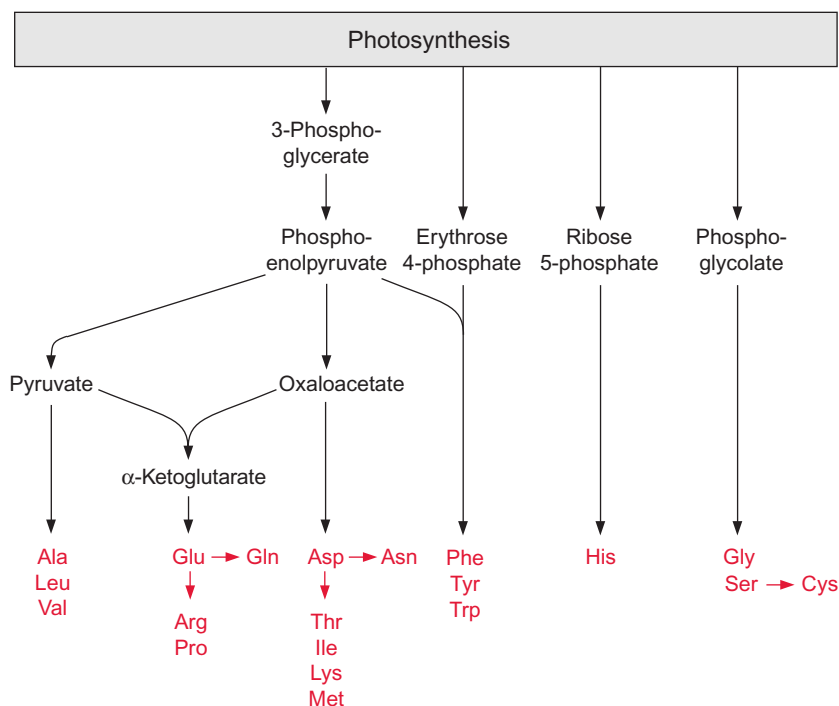 Photosynthesis
3-Phospho-
glycerate
Phospho-
enolpyruvate
Erythrose
4-phosphate
Ribose
5-phosphate
Phospho-
glycolate
Pyruvate
Oxaloacetate
α-Ketoglutarate
Ala
Leu
Val
Glu → Gln
Arg
Pro
Asp → Asn
Thr
Ile
Lys
Met
Phe
Tyr
Trp
His
Gly
Ser → Cys